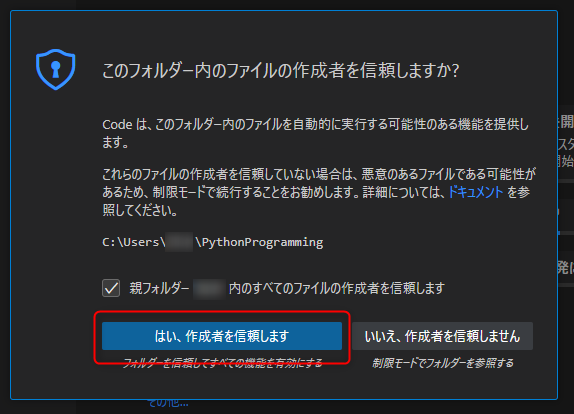 このフォルダー内のファイルの作成者を信頼しますか?
Code は、このフォルダー内のファイルを自動的に実行する可能性のある機能を提供し
ます。
これらのファイルの作成者を信頼していない場合は、悪意のあるファイルである可能性が
あるため、制限モードで続行することをお勧めします。詳細については、ドキュメント を参
照してください。
C:\Users\ \PythonProgramming
親フォルダー 内のすべてのファイルの作成者を信頼します
はい、作成者を信頼します
いいえ、作成者を信頼しません
フォルダーを信頼してすべての機能を有効にする
制限モードでフォルダーを参照する
その他...